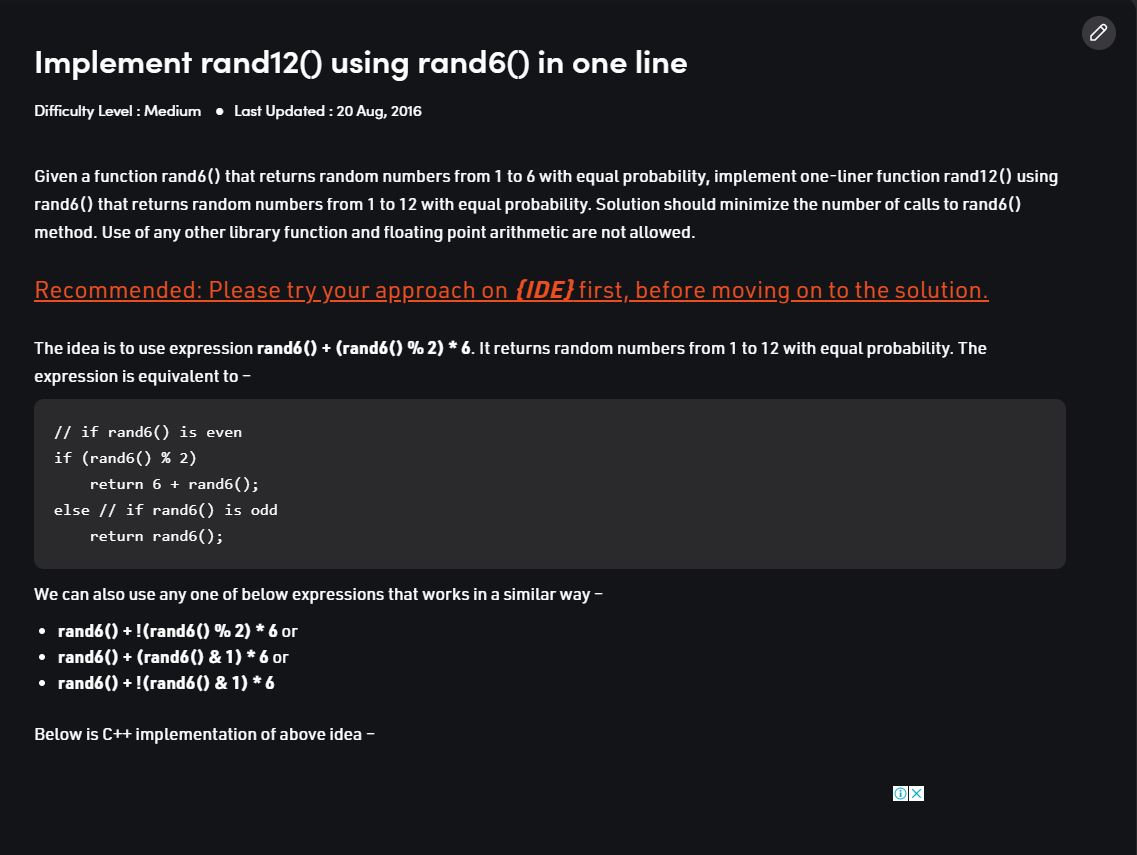 Implement rand12() using rand6() in one line
Difficulty Level : Medium ● Last Updated : 20 Aug, 2016
Given a function rand6() that returns random numbers from 1 to 6 with equal probability, implement one-liner function rand12() using
rand6() that returns random numbers from 1 to 12 with equal probability. Solution should minimize the number of calls to rand6()
method. Use of any other library function and floating point arithmetic are not allowed.
Recommended: Please try your approach on {IDE} first, before moving on to the solution.
The idea is to use expression rand6() + (rand6() % 2) * 6. It returns random numbers from 1 to 12 with equal probability. The
expression is equivalent to –
// if rand6() is even
if (rand6() % 2)
    return 6 + rand6();
else // if rand6() is odd
    return rand6();
We can also use any one of below expressions that works in a similar way –
• rand6() + !(rand6() % 2) * 6 or
• rand6() + (rand6() & 1) * 6 or
• rand6() + !(rand6() & 1) * 6
Below is C++ implementation of above idea –